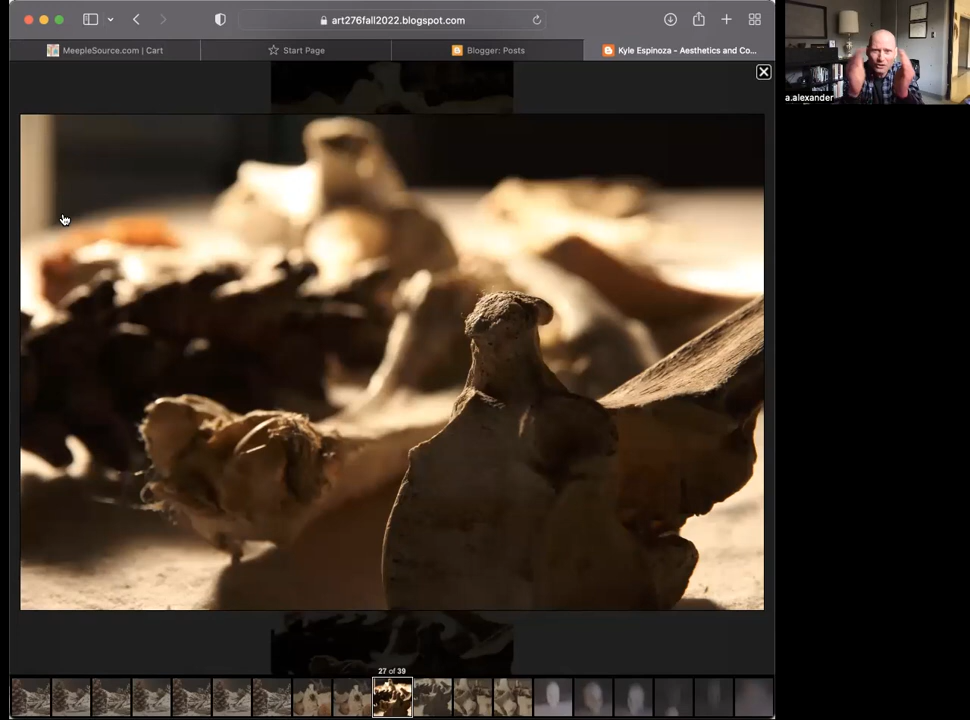 art276fall2022.blogspot.com
MeepleSource.com | Cart
Start Page
Blogger: Posts
Kyle Espinoza - Aesthetics and Co...
a.alexander
27 of 39